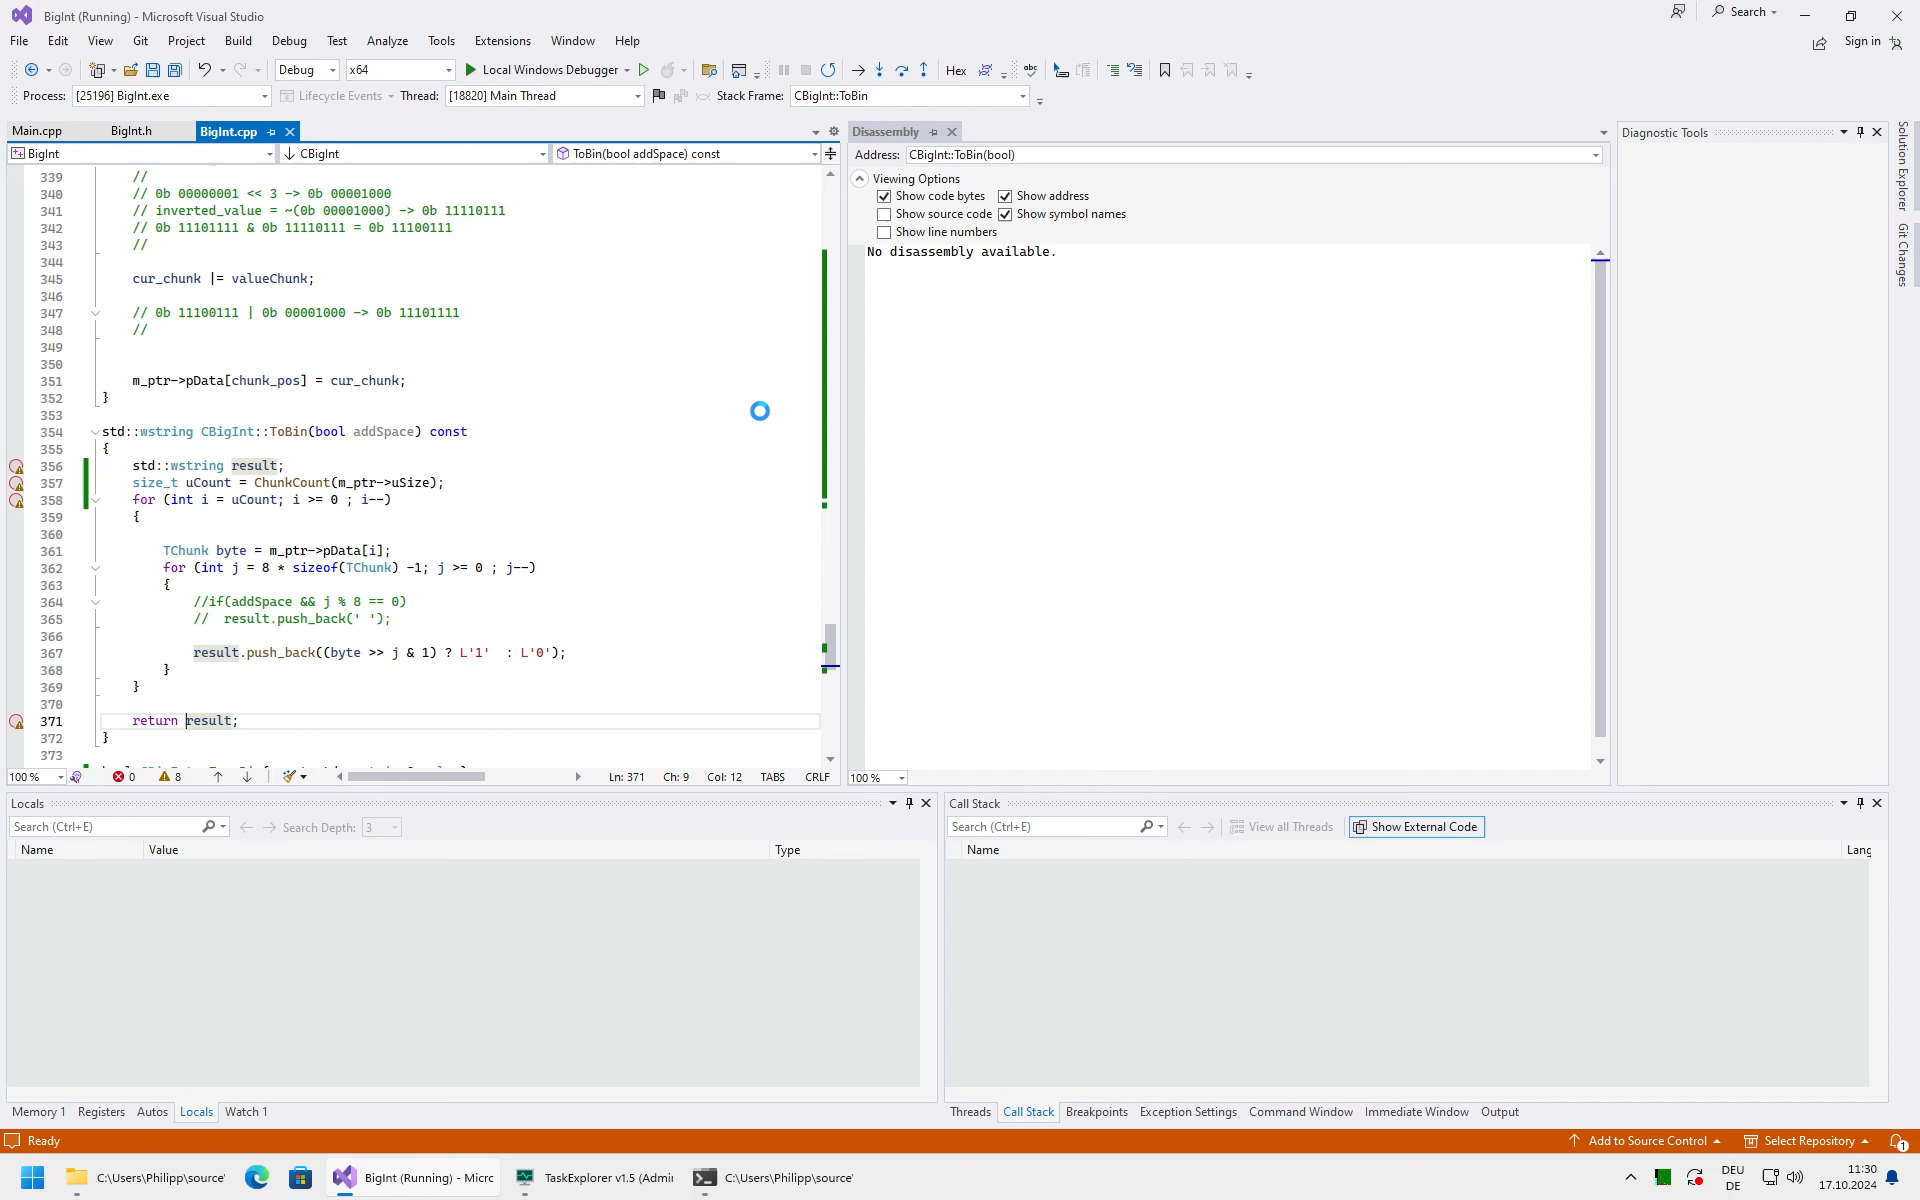 BigInt (Running) - Microsoft Visual Studio
Search
File Edit View Git Project Build Debug Test Analyze Tools Extensions Window Help
Sign in
Debug x64 Local Windows Debugger Hex
Process: [25196] BigInt.exe Lifecycle Events Thread: [18820] Main Thread Stack Frame: CBigInt::ToBin
Main.cpp BigInt.h BigInt.cpp
BigInt CBigInt ToBin(bool addSpace) const
339 //
340 // 0b 00000001 << 3 -> 0b 00001000
341 // inverted_value = ~(0b 00001000) -> 0b 11110111
342 // 0b 11101111 & 0b 11110111 = 0b 11100111
343 //
344
345 cur_chunk |= valueChunk;
346
347 // 0b 11100111 | 0b 00001000 -> 0b 11101111
348 //
349
350
351 m_ptr->pData[chunk_pos] = cur_chunk;
352 }
353
354 std::wstring CBigInt::ToBin(bool addSpace) const
355 {
356 std::wstring result;
357 size_t uCount = ChunkCount(m_ptr->uSize);
358 for (int i = uCount; i >= 0 ; i--)
359 {
360
361 TChunk byte = m_ptr->pData[i];
362 for (int j = 8 * sizeof(TChunk) -1; j >= 0 ; j--)
363 {
364 //if(addSpace && j % 8 == 0)
365 // result.push_back(' ');
366
367 result.push_back((byte >> j & 1) ? L'1' : L'0');
368 }
369 }
370
371 return result;
372 }
373
100 % 0 8 Ln: 371 Ch: 9 Col: 12 TABS CRLF
Disassembly
Address: CBigInt::ToBin(bool)
Viewing Options
Show code bytes Show address
Show source code Show symbol names
Show line numbers
No disassembly available.
100 %
Diagnostic Tools
Solution Explorer
Git Changes
Locals
Search (Ctrl+E) Search Depth: 3
Name Value Type
Memory 1 Registers Autos Locals Watch 1
Call Stack
Search (Ctrl+E) View all Threads Show External Code
Name Lang
Threads Call Stack Breakpoints Exception Settings Command Window Immediate Window Output
Ready Add to Source Control Select Repository 1
C:\Users\Philipp\source' BigInt (Running) - Micrc TaskExplorer v1.5 (Admin C:\Users\Philipp\source'
DEU
DE
11:30
17.10.2024